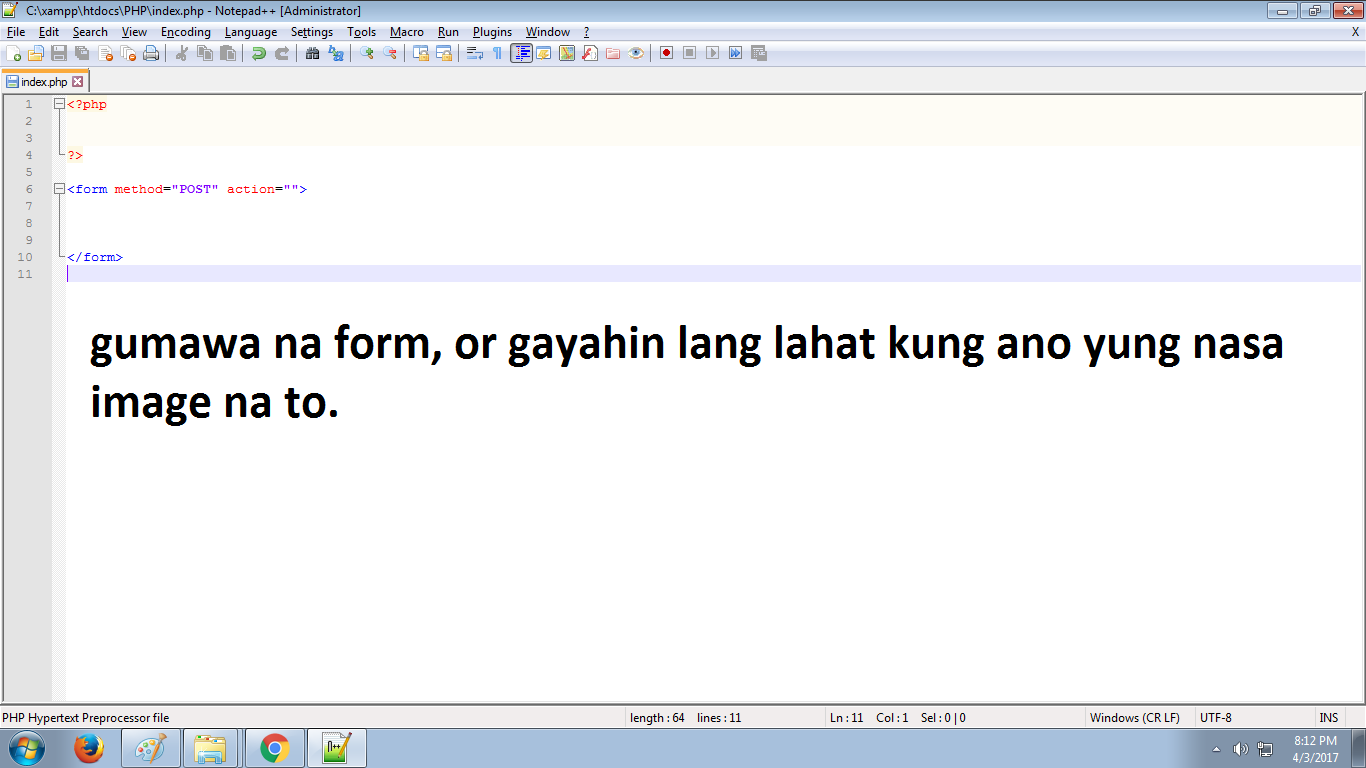 C:\xampp\htdocs\PHP\index.php - Notepad++ [Administrator]
File Edit Search View Encoding Language Settings Tools Macro Run Plugins Window ? X
index.php
1 <?php
2
3
4 ?>
5
6 <form method="POST" action="">
7
8
9
10 </form>
11
gumawa na form, or gayahin lang lahat kung ano yung nasa
image na to.
PHP Hypertext Preprocessor file length : 64 lines : 11 Ln : 11 Col : 1 Sel : 0 | 0 Windows (CR LF) UTF-8 INS
8:12 PM
4/3/2017